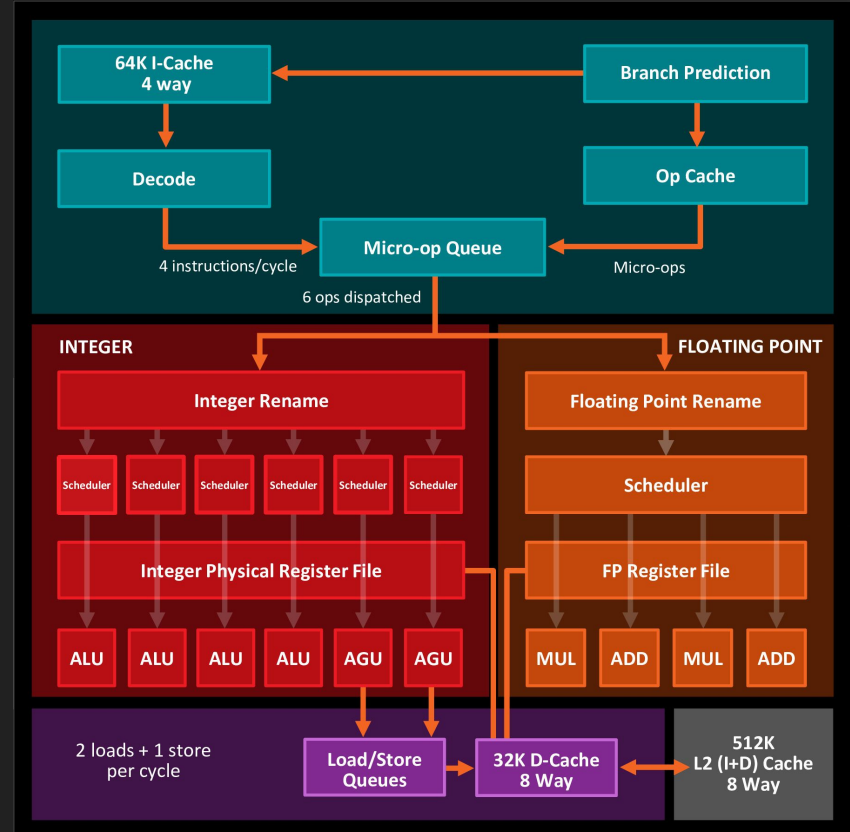 64K I-Cache
4 way
Branch Prediction
Decode
Op Cache
Micro-op Queue
4 instructions/cycle
Micro-ops
6 ops dispatched
INTEGER
FLOATING POINT
Integer Rename
Floating Point Rename
Scheduler
Scheduler
Scheduler
Scheduler
Scheduler
Scheduler
Scheduler
Integer Physical Register File
FP Register File
ALU
ALU
ALU
ALU
AGU
AGU
MUL
ADD
MUL
ADD
2 loads + 1 store
per cycle
Load/Store
Queues
32K D-Cache
8 Way
512K
L2 (I+D) Cache
8 Way